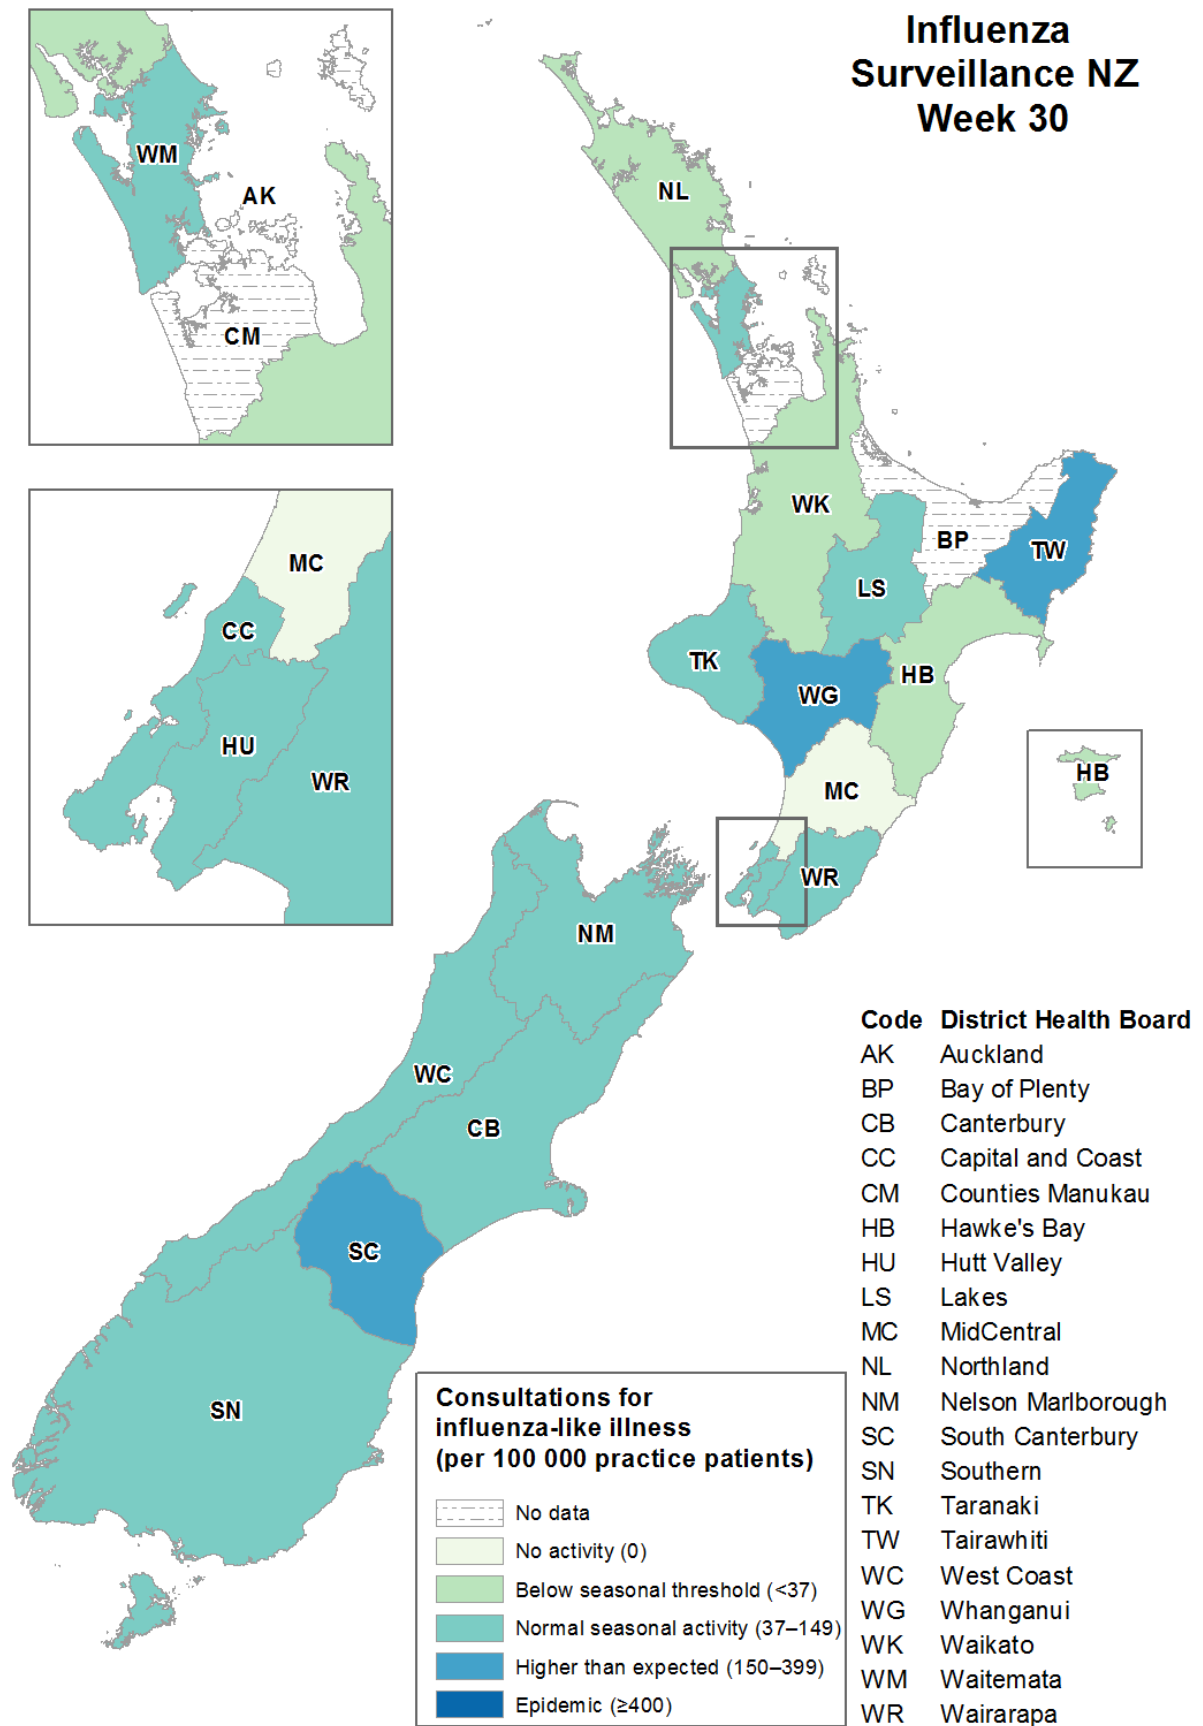 Influenza
Surveillance NZ
Week 30
WM
AK
CM
NL
WK
BP
TW
LS
TK
WG
HB
MC
WR
HB
MC
CC
HU
WR
NM
WC
CB
SC
SN
Code District Health Board
AK Auckland
BP Bay of Plenty
CB Canterbury
CC Capital and Coast
CM Counties Manukau
HB Hawke's Bay
HU Hutt Valley
LS Lakes
MC MidCentral
NL Northland
NM Nelson Marlborough
SC South Canterbury
SN Southern
TK Taranaki
TW Tairawhiti
WC West Coast
WG Whanganui
WK Waikato
WM Waitemata
WR Wairarapa
Consultations for
influenza-like illness
(per 100 000 practice patients)
No data
No activity (0)
Below seasonal threshold (<37)
Normal seasonal activity (37–149)
Higher than expected (150–399)
Epidemic (≥400)